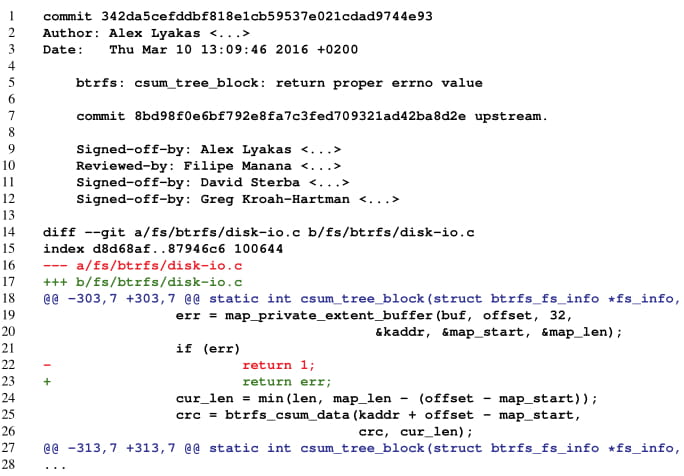 1 commit 342da5cefddbf818e1cb59537e021cdad9744e93
2 Author: Alex Lyakas <...>
3 Date:   Thu Mar 10 13:09:46 2016 +0200
4
5     btrfs: csum_tree_block: return proper errno value
6
7     commit 8bd98f0e6bf792e8fa7c3fed709321ad42ba8d2e upstream.
8
9     Signed-off-by: Alex Lyakas <...>
10     Reviewed-by: Filipe Manana <...>
11     Signed-off-by: David Sterba <...>
12     Signed-off-by: Greg Kroah-Hartman <...>
13
14 diff --git a/fs/btrfs/disk-io.c b/fs/btrfs/disk-io.c
15 index d8d68af..87946c6 100644
16 --- a/fs/btrfs/disk-io.c
17 +++ b/fs/btrfs/disk-io.c
18 @@ -303,7 +303,7 @@ static int csum_tree_block(struct btrfs_fs_info *fs_info,
19                 err = map_private_extent_buffer(buf, offset, 32,
20                                         &kaddr, &map_start, &map_len);
21                 if (err)
22 -                       return 1;
23 +                       return err;
24                 cur_len = min(len, map_len - (offset - map_start));
25                 crc = btrfs_csum_data(kaddr + offset - map_start,
26                                       crc, cur_len);
27 @@ -313,7 +313,7 @@ static int csum_tree_block(struct btrfs_fs_info *fs_info,
28 ...